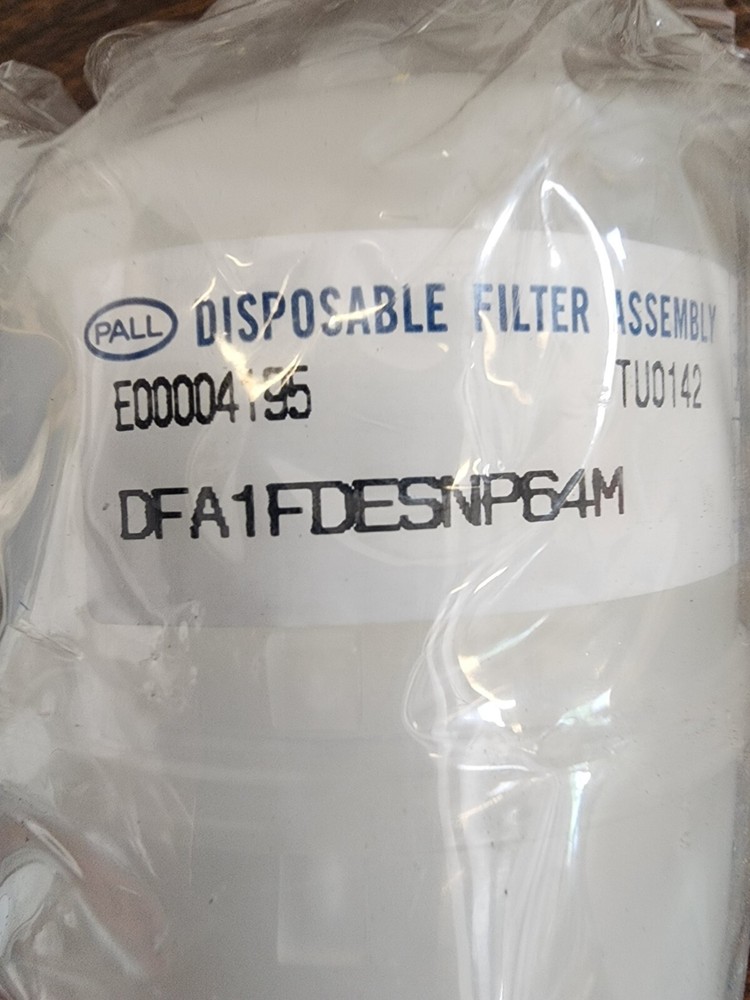 PALL DISPOSABLE FILTER ASSEMBLY
E00004195 TU0142
DFA1FDESNP64M